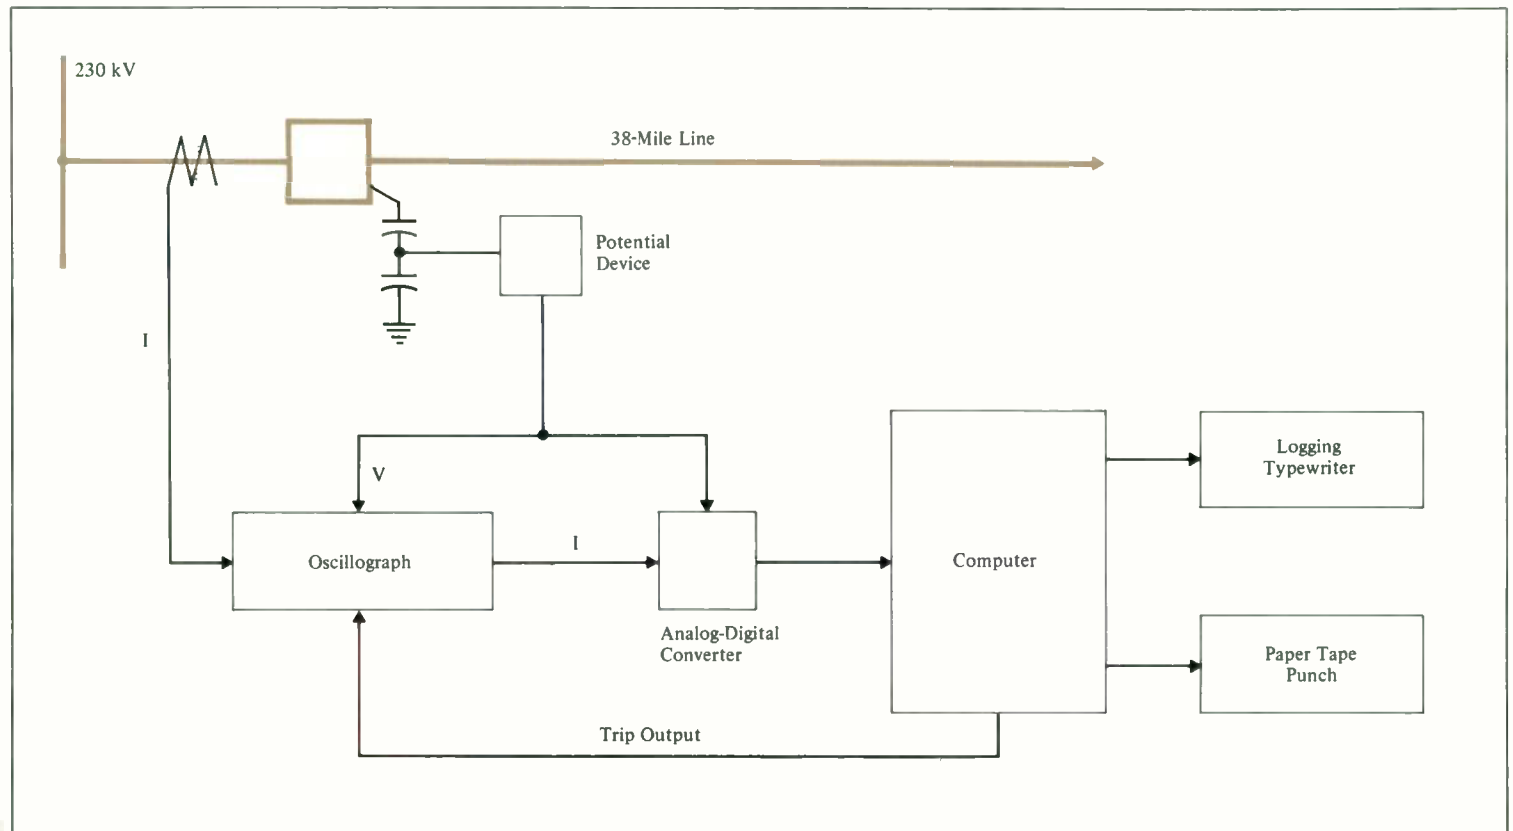 230 kV
38-Mile Line
Potential
Device
I
V
Oscillograph
I
Analog-Digital
Converter
Computer
Logging
Typewriter
Paper Tape
Punch
Trip Output